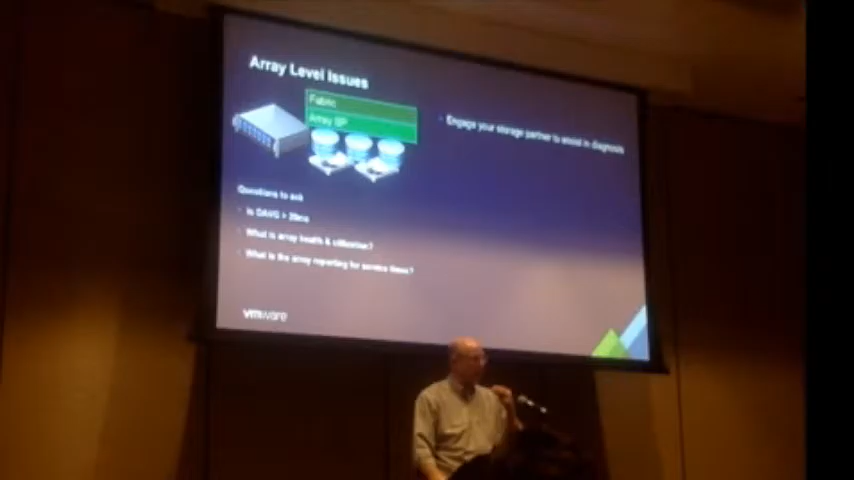 Array Level Issues
Fabric
Array SP
Engage your storage partner to assist in diagnosis
Questions to ask
Is DAVG > 20ms
What is array health & utilization?
What is the array reporting for service times?
vmware